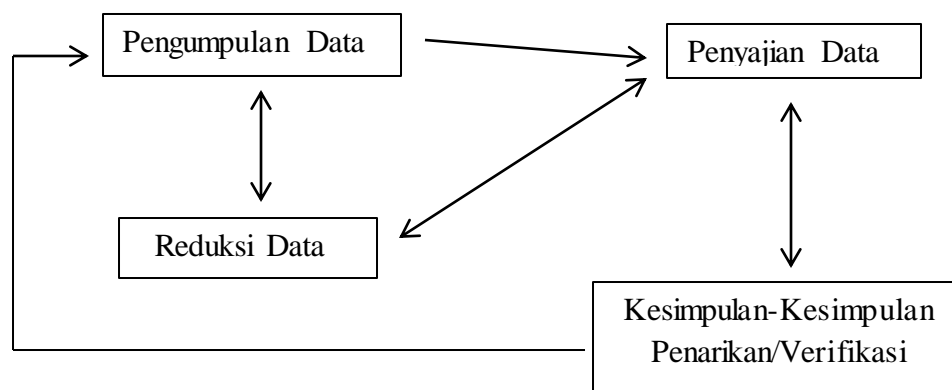 Pengumpulan Data
Penyajian Data
Reduksi Data
Kesimpulan-Kesimpulan
Penarikan/Verifikasi